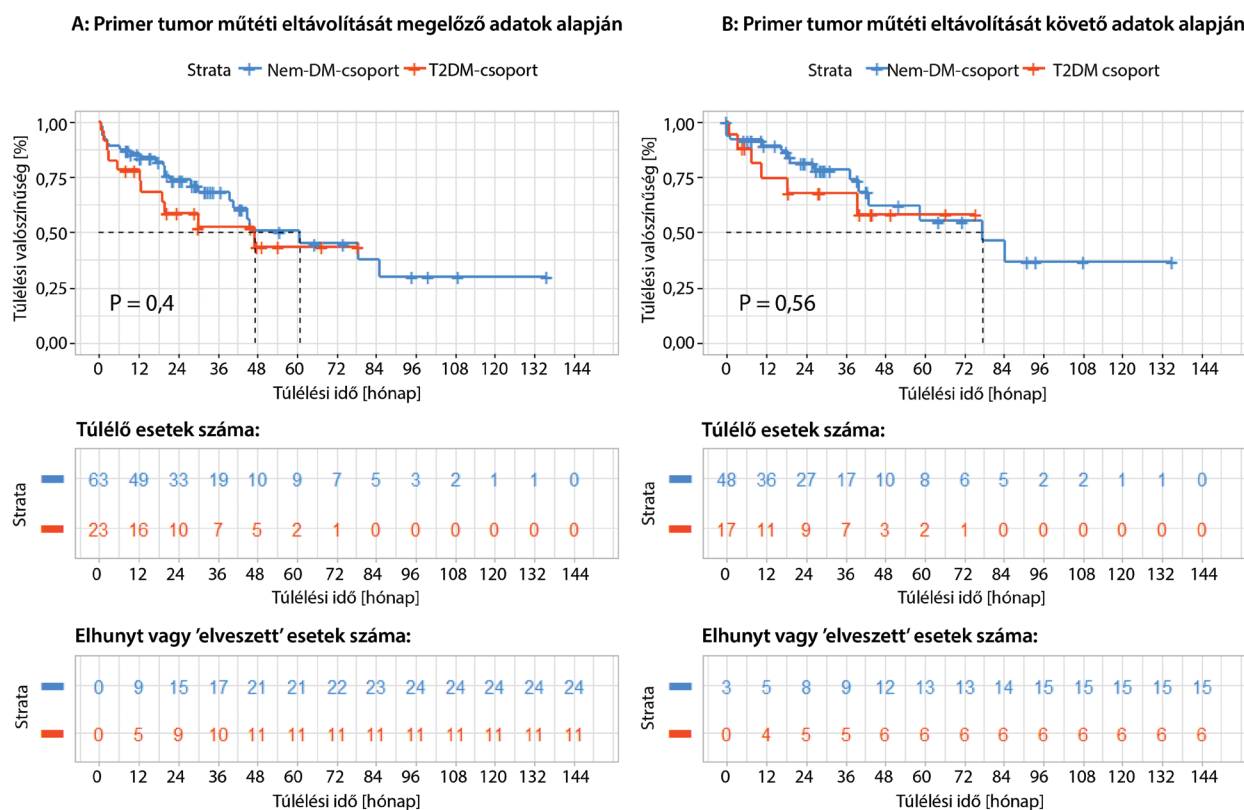 A: Primer tumor műtéti eltávolítását megelőző adatok alapján
Strata Nem-DM-csoport T2DM-csoport
Túlélési valószínűség [%]
1,00
0,75
0,50
0,25
0,00
P = 0,4
0 12 24 36 48 60 72 84 96 108 120 132 144
Túlélési idő [hónap]
Túlélő esetek száma:
Strata
63 49 33 19 10 9 7 5 3 2 1 1 0
23 16 10 7 5 2 1 0 0 0 0 0 0
0 12 24 36 48 60 72 84 96 108 120 132 144
Túlélési idő [hónap]
Elhunyt vagy ’elveszett’ esetek száma:
Strata
0 9 15 17 21 21 22 23 24 24 24 24 24
0 5 9 10 11 11 11 11 11 11 11 11 11
0 12 24 36 48 60 72 84 96 108 120 132 144
Túlélési idő [hónap]
B: Primer tumor műtéti eltávolítását követő adatok alapján
Strata Nem-DM-csoport T2DM csoport
Túlélési valószínűség [%]
1,00
0,75
0,50
0,25
0,00
P = 0,56
0 12 24 36 48 60 72 84 96 108 120 132 144
Túlélési idő [hónap]
Túlélő esetek száma:
Strata
48 36 27 17 10 8 6 5 2 2 1 1 0
17 11 9 7 3 2 1 0 0 0 0 0 0
0 12 24 36 48 60 72 84 96 108 120 132 144
Túlélési idő [hónap]
Elhunyt vagy ’elveszett’ esetek száma:
Strata
3 5 8 9 12 13 13 14 15 15 15 15 15
0 4 5 5 6 6 6 6 6 6 6 6 6
0 12 24 36 48 60 72 84 96 108 120 132 144
Túlélési idő [hónap]